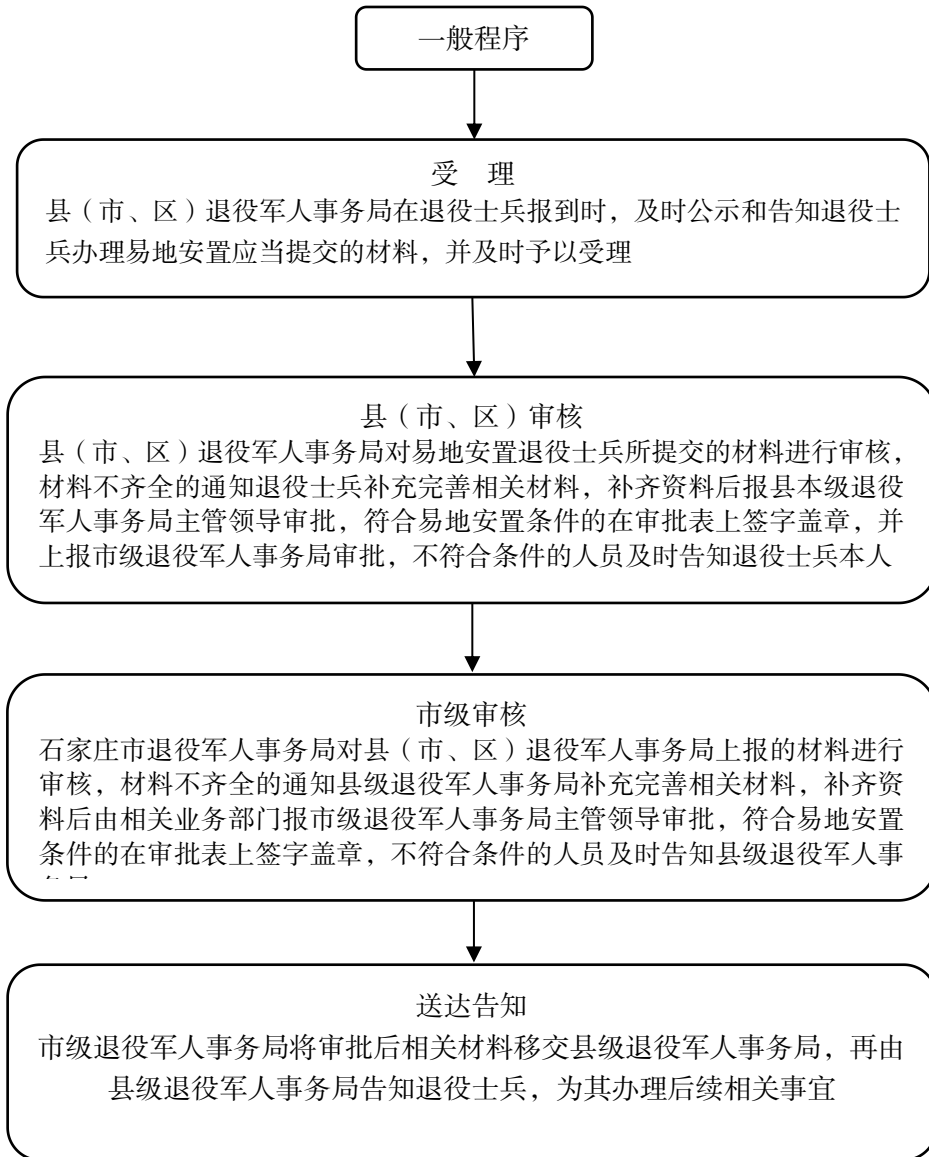 一般程序
受　理
县（市、区）退役军人事务局在退役士兵报到时，及时公示和告知退役士
兵办理易地安置应当提交的材料，并及时予以受理
县（市、区）审核
县（市、区）退役军人事务局对易地安置退役士兵所提交的材料进行审核，
材料不齐全的通知退役士兵补充完善相关材料，补齐资料后报县本级退役
军人事务局主管领导审批，符合易地安置条件的在审批表上签字盖章，并
上报市级退役军人事务局审批，不符合条件的人员及时告知退役士兵本人
市级审核
石家庄市退役军人事务局对县（市、区）退役军人事务局上报的材料进行
审核，材料不齐全的通知县级退役军人事务局补充完善相关材料，补齐资
料后由相关业务部门报市级退役军人事务局主管领导审批，符合易地安置
条件的在审批表上签字盖章，不符合条件的人员及时告知县级退役军人事
送达告知
市级退役军人事务局将审批后相关材料移交县级退役军人事务局，再由
县级退役军人事务局告知退役士兵，为其办理后续相关事宜